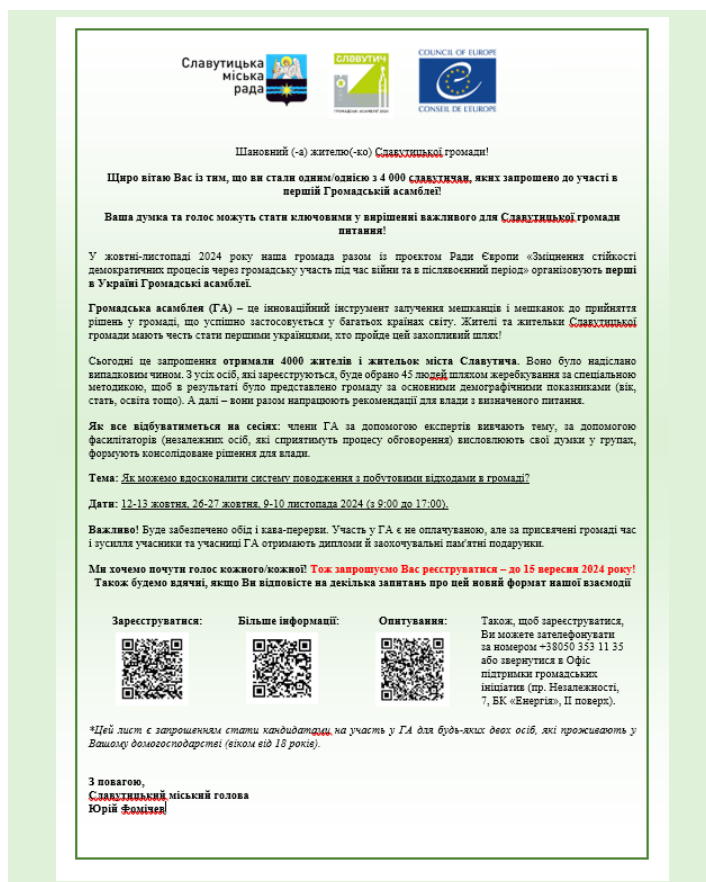 Славутицька
міська
рада
СЛАВУТИЧ
ГРОМАДСЬКІ АСАМБЛЕЇ 2024
COUNCIL OF EUROPE
CONSEIL DE L'EUROPE
Шановний (-а) жителю(-ко) Славутицької громади!
Щиро вітаю Вас із тим, що ви стали одним/однією з 4 000 славутичан, яких запрошено до участі в
першій Громадській асамблеї!
Ваша думка та голос можуть стати ключовими у вирішенні важливого для Славутицької громади
питання!
У жовтні-листопаді 2024 року наша громада разом із проєктом Ради Європи «Зміцнення стійкості
демократичних процесів через громадську участь під час війни та в післявоєнний період» організовують перші
в Україні Громадські асамблеї.
Громадська асамблея (ГА) – це інноваційний інструмент залучення мешканців і мешканок до прийняття
рішень у громаді, що успішно застосовується у багатьох країнах світу. Жителі та жительки Славутицької
громади мають честь стати першими українцями, хто пройде цей захопливий шлях!
Сьогодні це запрошення отримали 4000 жителів і жительок міста Славутича. Воно було надіслано
випадковим чином. З усіх осіб, які зареєструються, буде обрано 45 людей шляхом жеребкування за спеціальною
методикою, щоб в результаті було представлено громаду за основними демографічними показниками (вік,
стать, освіта тощо). А далі – вони разом напрацюють рекомендації для влади з визначеного питання.
Як все відбуватиметься на сесіях: члени ГА за допомогою експертів вивчають тему, за допомогою
фасилітаторів (незалежних осіб, які сприятимуть процесу обговорення) висловлюють свої думки у групах,
формують консолідоване рішення для влади.
Тема: Як можемо вдосконалити систему поводження з побутовими відходами в громаді?
Дати: 12-13 жовтня, 26-27 жовтня, 9-10 листопада 2024 (з 9:00 до 17:00).
Важливо! Буде забезпечено обід і кава-перерви. Участь у ГА є не оплачуваною, але за присвячені громаді час
і зусилля учасники та учасниці ГА отримають дипломи й заохочувальні пам'ятні подарунки.
Ми хочемо почути голос кожного/кожної! Тож запрошуємо Вас реєструватися – до 15 вересня 2024 року!
Також будемо вдячні, якщо Ви відповісте на декілька запитань про цей новий формат нашої взаємодії
Зареєструватися:
Більше інформації:
Опитування:
Також, щоб зареєструватися,
Ви можете зателефонувати
за номером +38050 353 11 35
або звернутися в Офіс
підтримки громадських
ініціатив (пр. Незалежності,
7, БК «Енергія», ІІ поверх).
*Цей лист є запрошенням стати кандидатами на участь у ГА для будь-яких двох осіб, які проживають у
Вашому домогосподарстві (віком від 18 років).
З повагою,
Славутицький міський голова
Юрій Фомічев